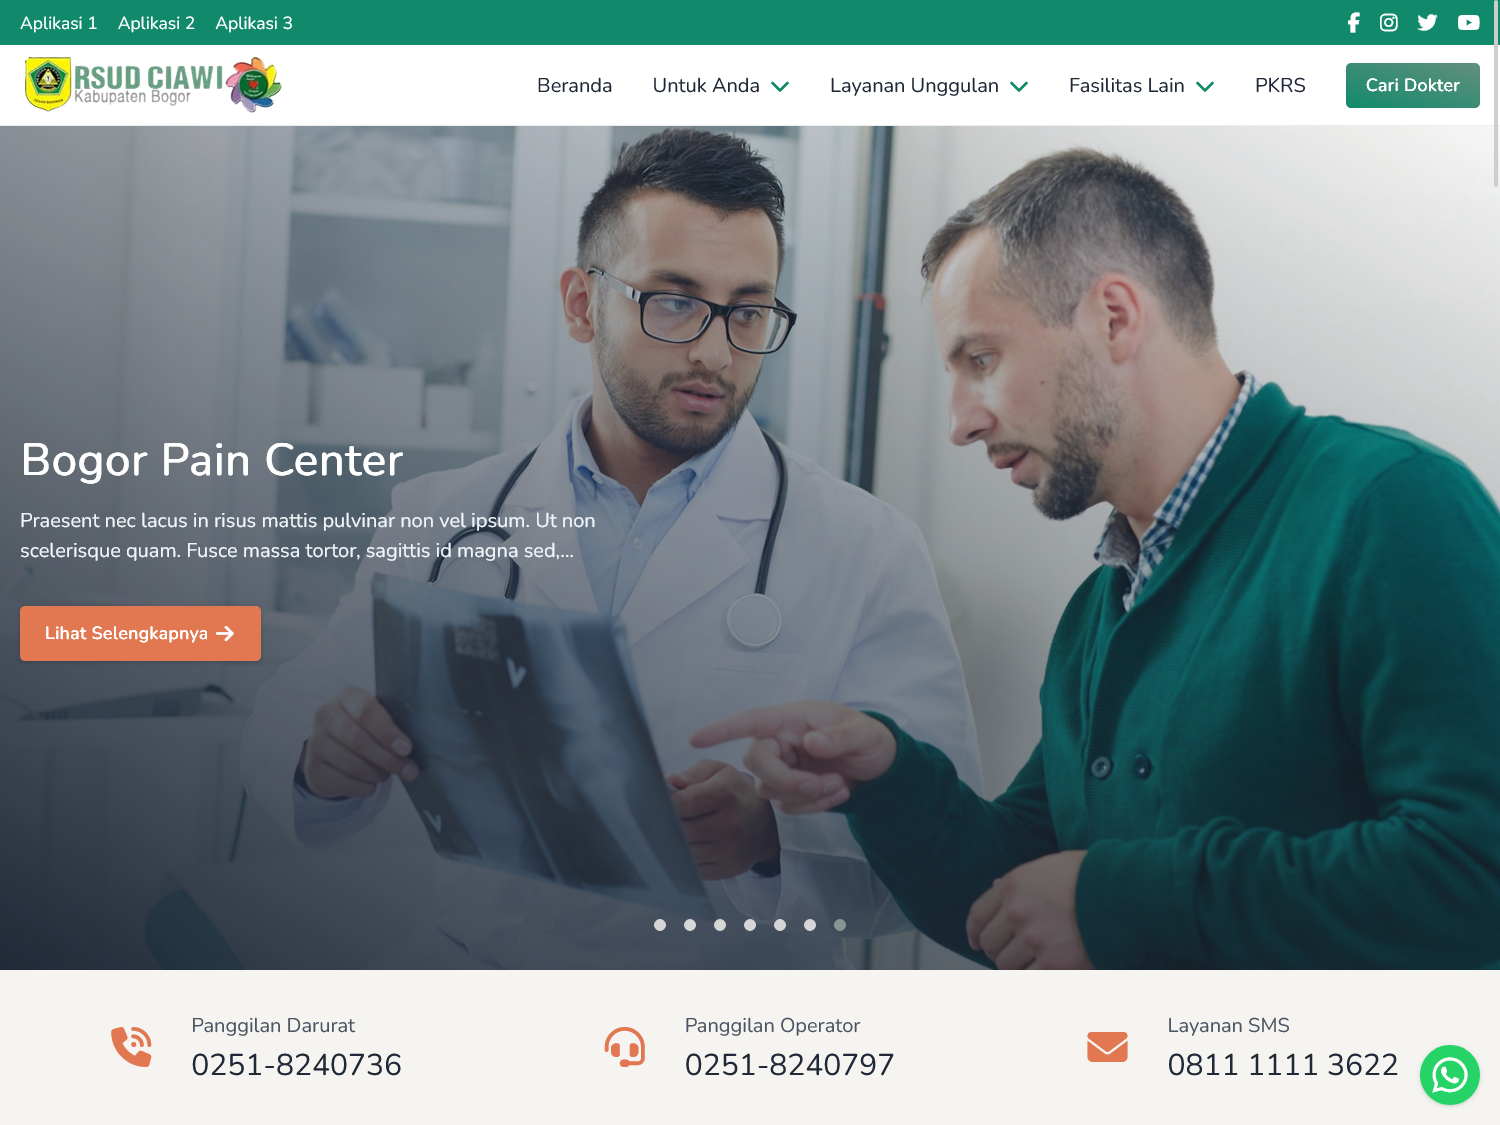 Aplikasi 1
Aplikasi 2
Aplikasi 3
RSUD CIAWI
Kabupaten Bogor
Beranda
Untuk Anda
Layanan Unggulan
Fasilitas Lain
PKRS
Cari Dokter
Bogor Pain Center
Praesent nec lacus in risus mattis pulvinar non vel ipsum. Ut non
scelerisque quam. Fusce massa tortor, sagittis id magna sed,...
Lihat Selengkapnya
Panggilan Darurat
0251-8240736
Panggilan Operator
0251-8240797
Layanan SMS
0811 1111 3622